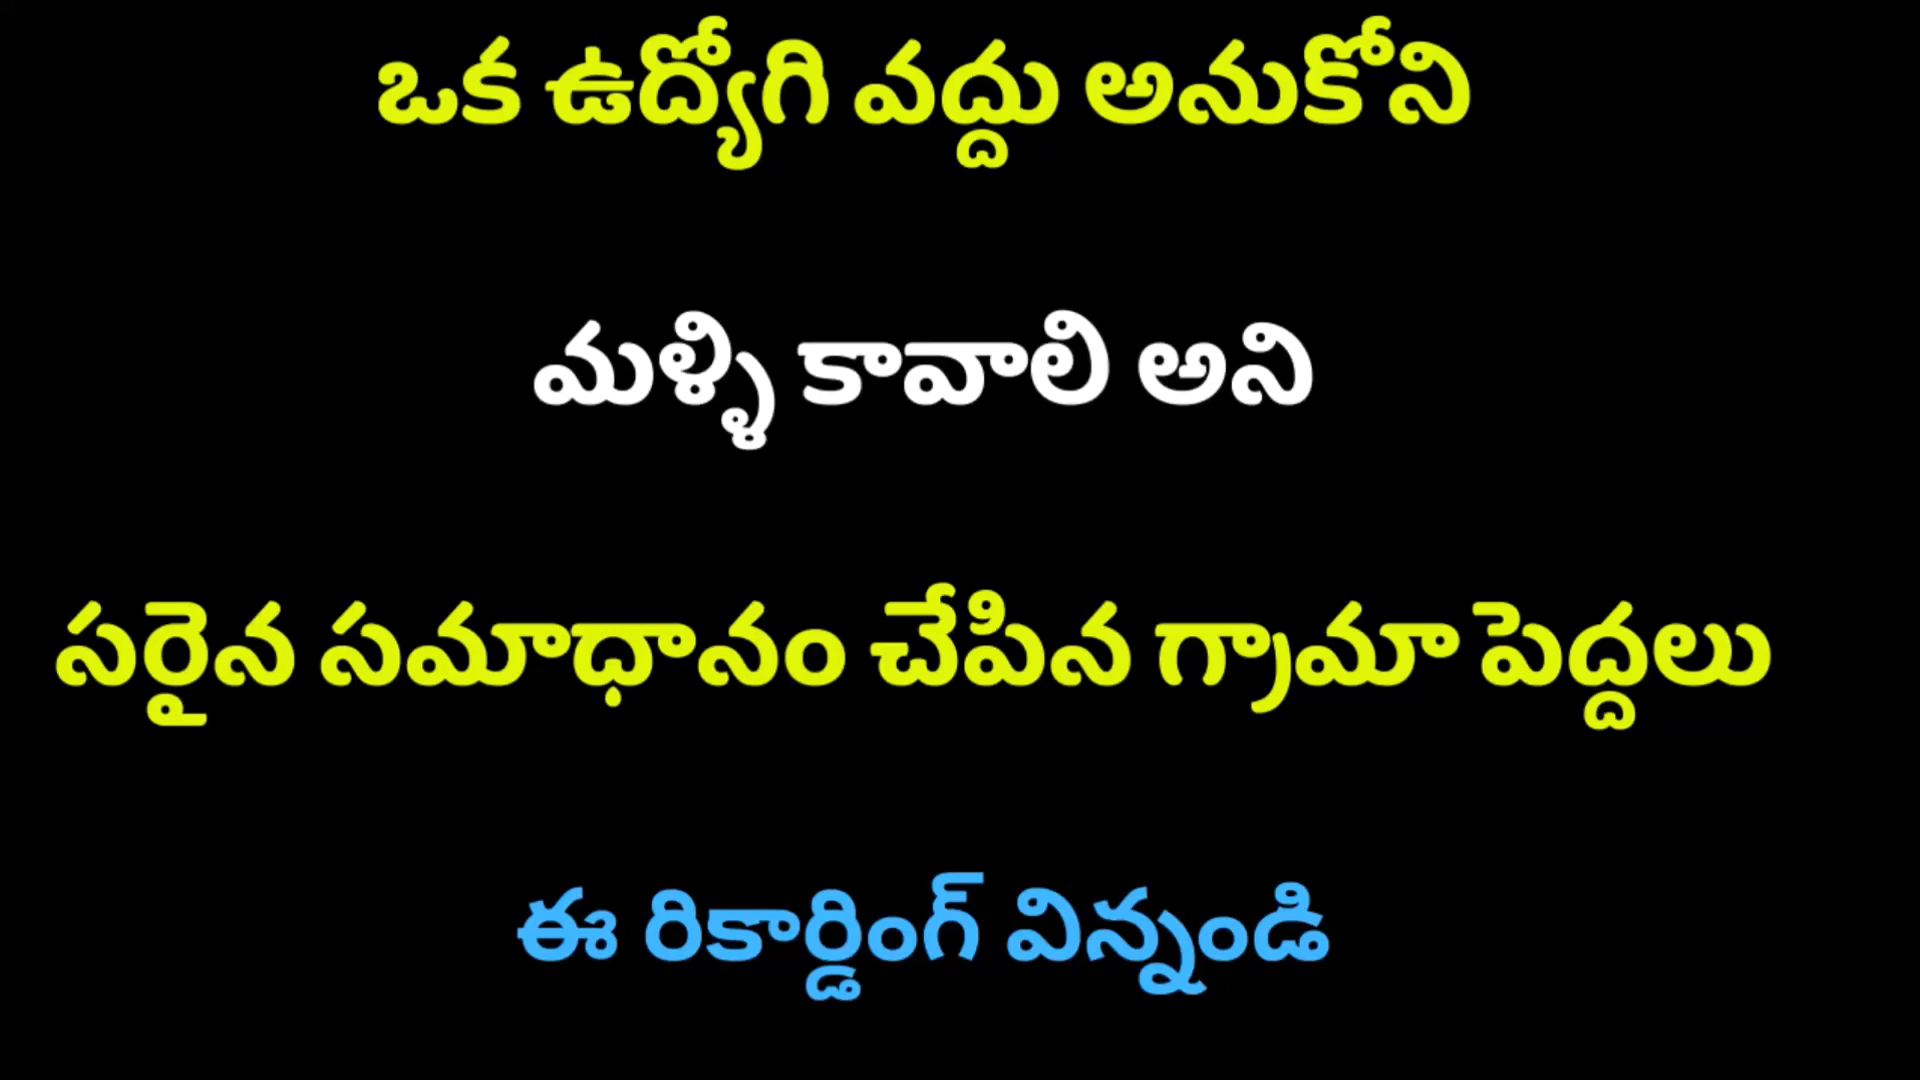 ఒక ఉద్యోగి వద్దు అనుకోని
మళ్ళి కావాలి అని
సరైన సమాధానం చేపిన గ్రామా పెద్దలు
ఈ రికార్డింగ్ విన్నండి